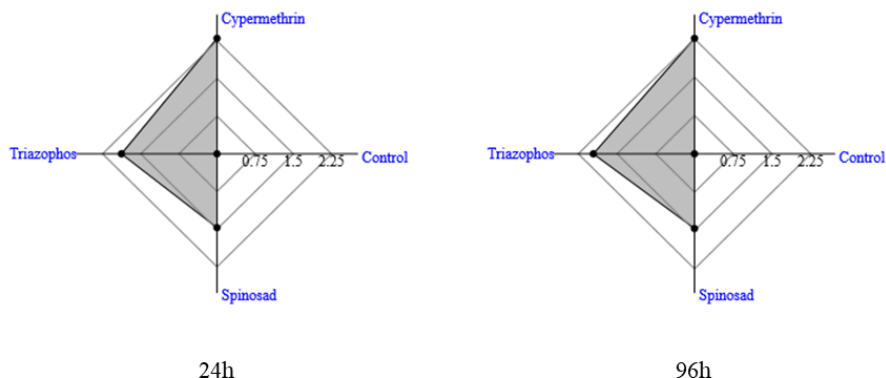 Cypermethrin
Triazophos
0.75 1.5 2.25
Control
Spinosad
24h
Cypermethrin
Triazophos
0.75 1.5 2.25
Control
Spinosad
96h